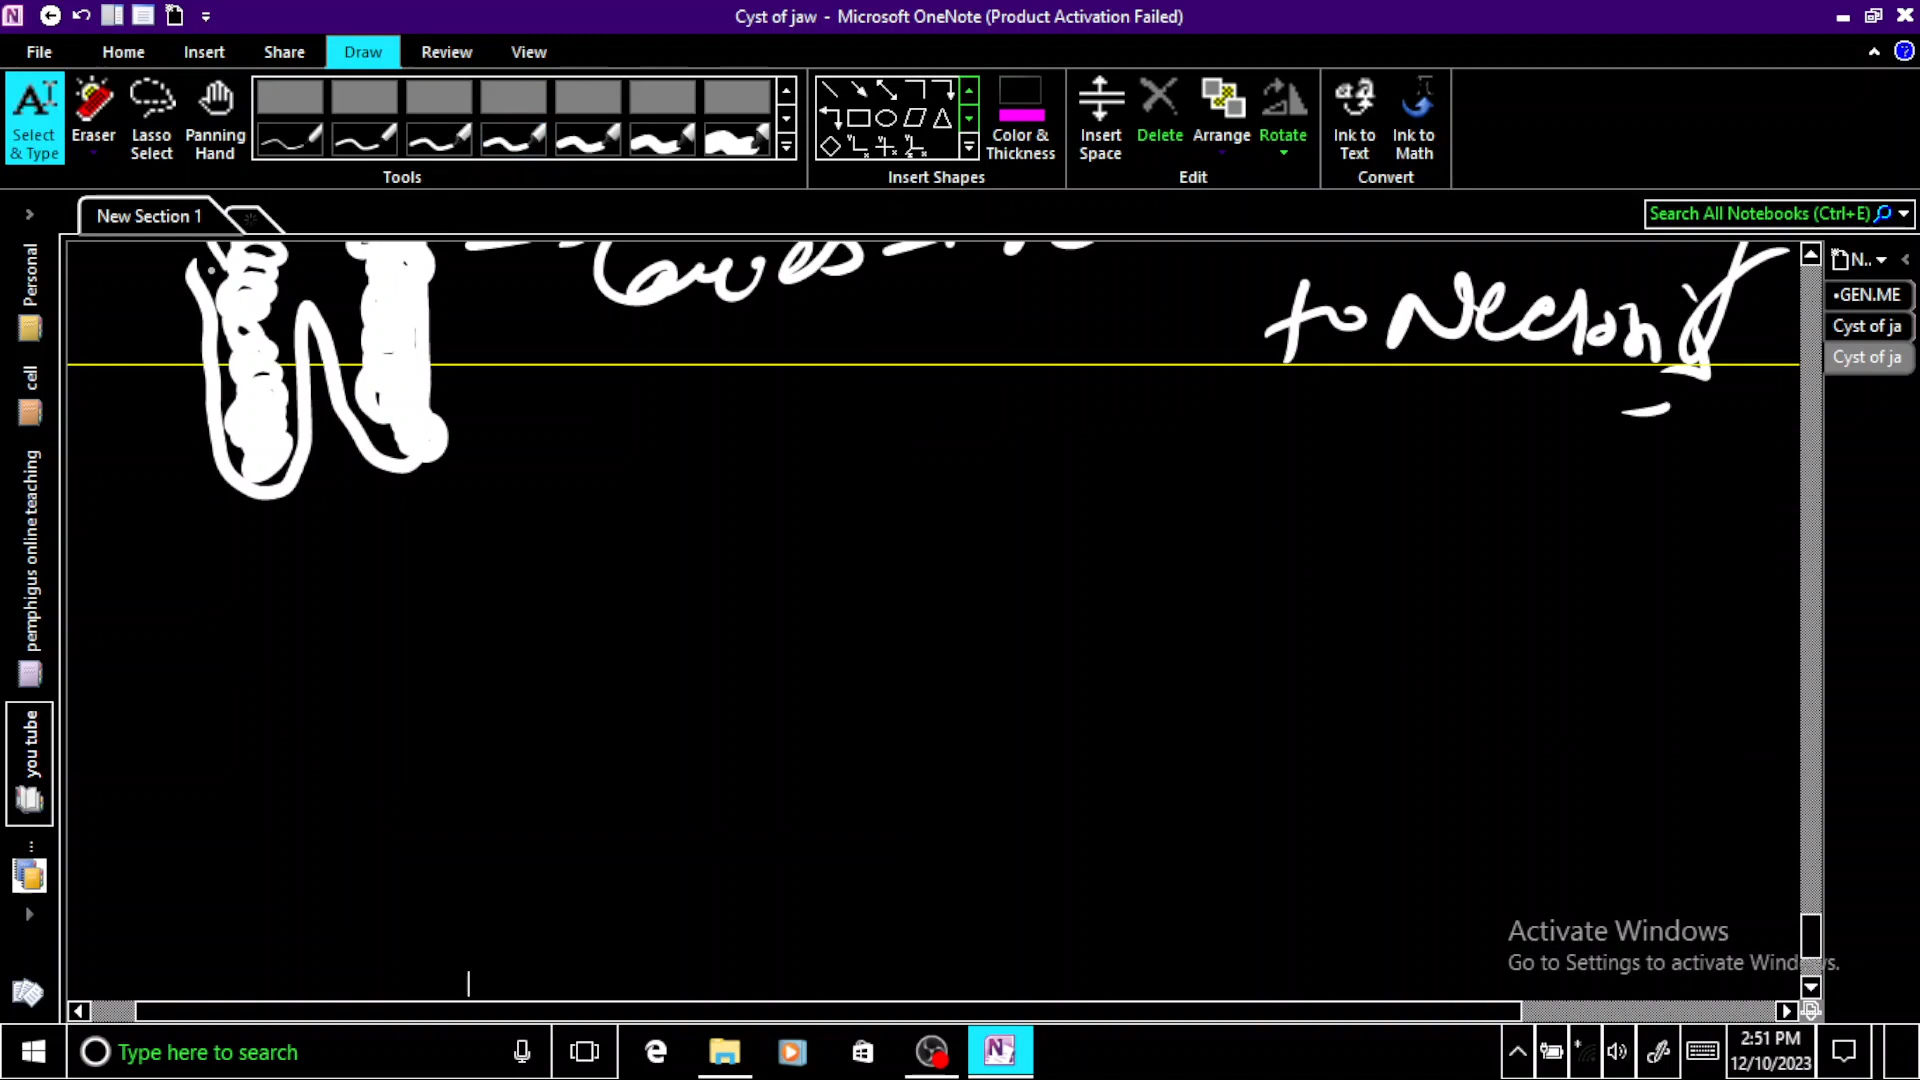 Cyst of jaw - Microsoft OneNote (Product Activation Failed)
File Home Insert Share Draw Review View
Select & Type
Eraser
Lasso Select
Panning Hand
Color & Thickness
Insert Space
Delete
Arrange
Rotate
Ink to Text
Ink to Math
Tools
Insert Shapes
Edit
Convert
New Section 1
Search All Notebooks (Ctrl+E)
N..
•GEN.ME
Cyst of ja
Cyst of ja
Personal
cell
pemphigus online teaching
you tube
to
Activate Windows
Go to Settings to activate Windows.
Type here to search
2:51 PM
12/10/2023